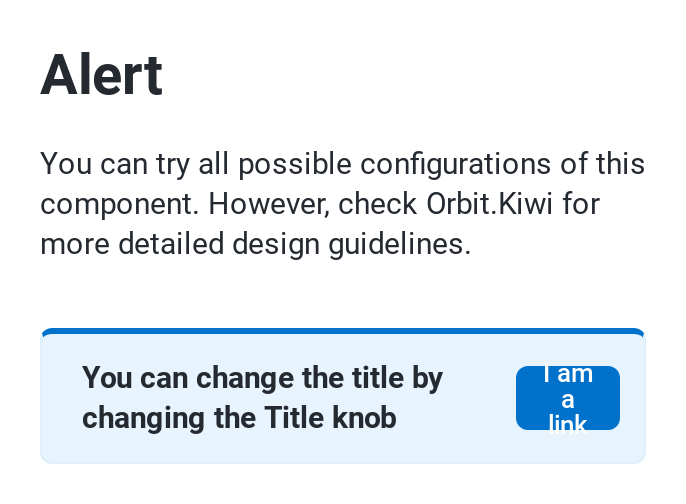 Alert
You can try all possible configurations of this
component. However, check Orbit.Kiwi for
more detailed design guidelines.
You can change the title by
changing the Title knob
I am
a
link